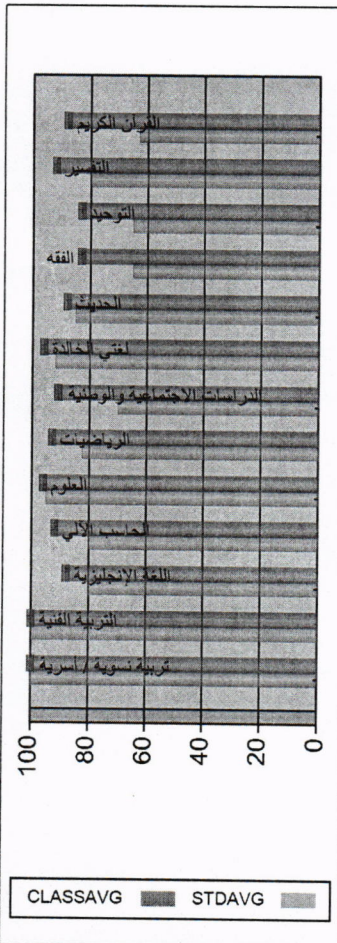 القرآن الكريم
التفسير
التوحيد
الفقه
الحديث
لغتي الخالدة
الدراسات الاجتماعية والوطنية
الرياضيات
العلوم
الحاسب الآلي
اللغة الإنجليزية
التربية الفنية
تربية نسوية / أسرية
100
80
60
40
20
0
CLASSAVG
STDAVG